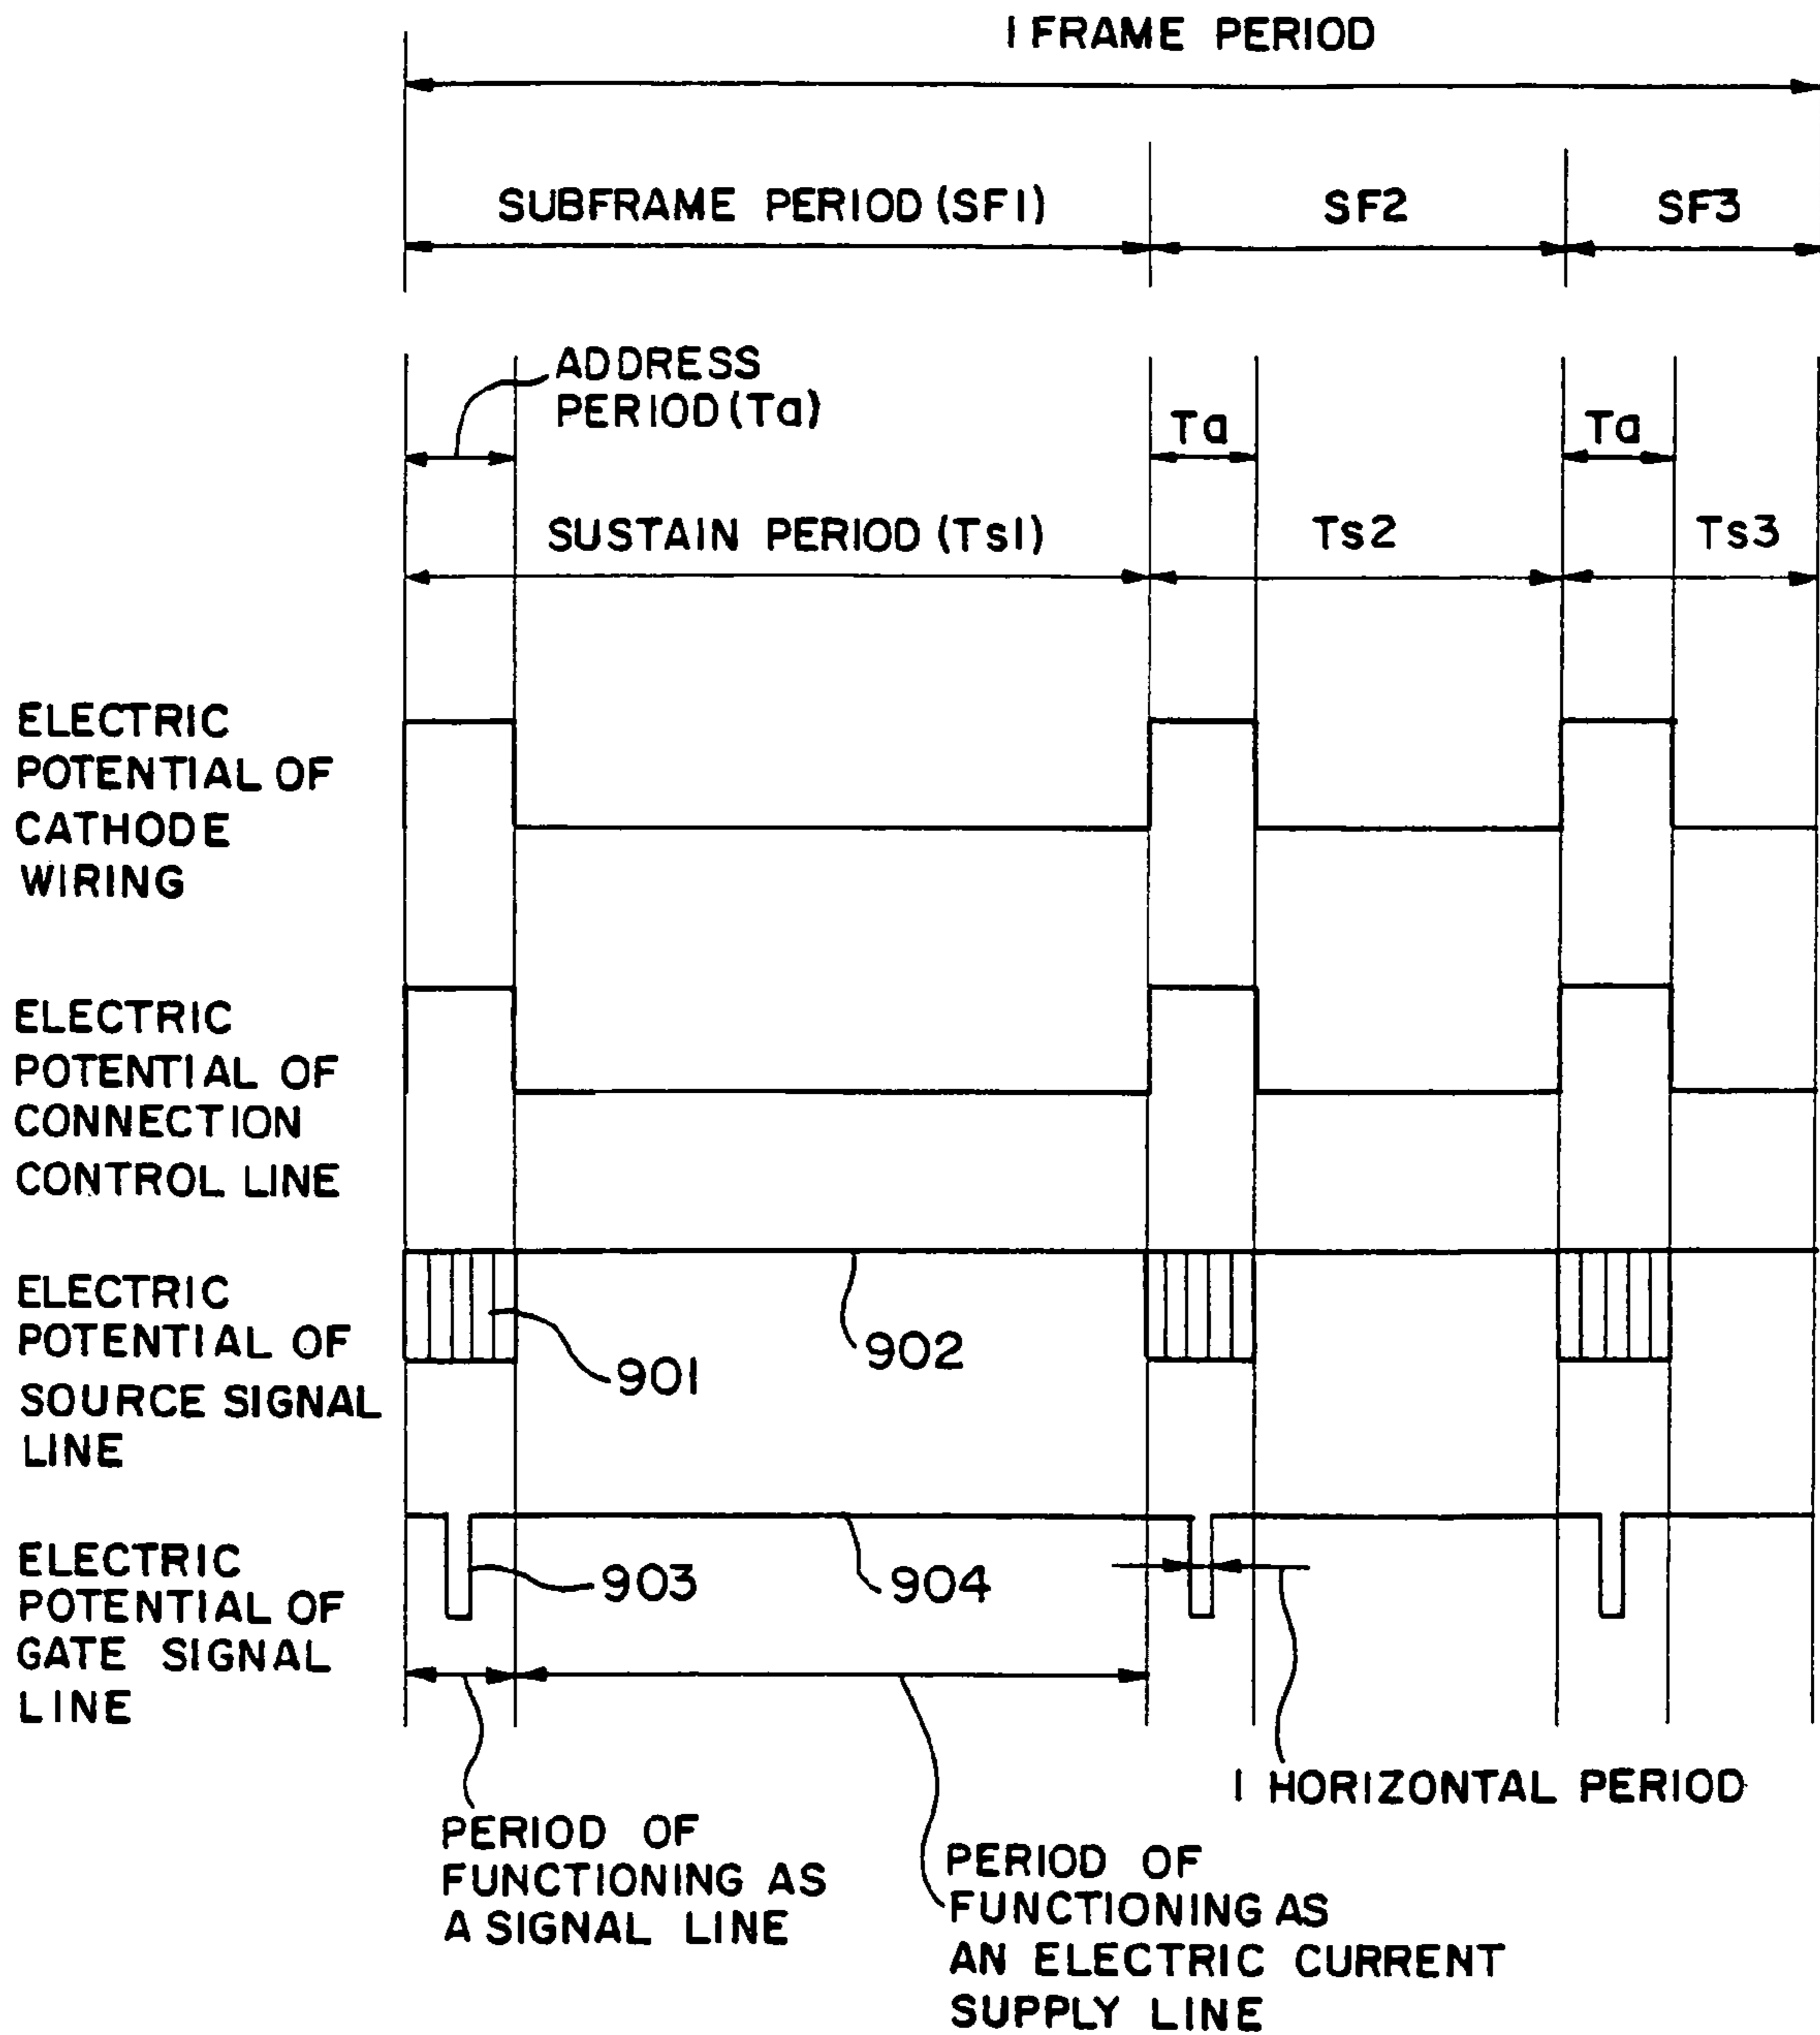 1 FRAME PERIOD
SUBFRAME PERIOD (SF1)
SF2
SF3
ADDRESS
PERIOD (Ta)
Ta
Ta
SUSTAIN PERIOD (Ts1)
Ts2
Ts3
ELECTRIC
POTENTIAL OF
CATHODE
WIRING
ELECTRIC
POTENTIAL OF
CONNECTION
CONTROL LINE
ELECTRIC
POTENTIAL OF
SOURCE SIGNAL
LINE
901
902
ELECTRIC
POTENTIAL OF
GATE SIGNAL
LINE
903
904
1 HORIZONTAL PERIOD
PERIOD OF
FUNCTIONING AS
A SIGNAL LINE
PERIOD OF
FUNCTIONING AS
AN ELECTRIC CURRENT
SUPPLY LINE